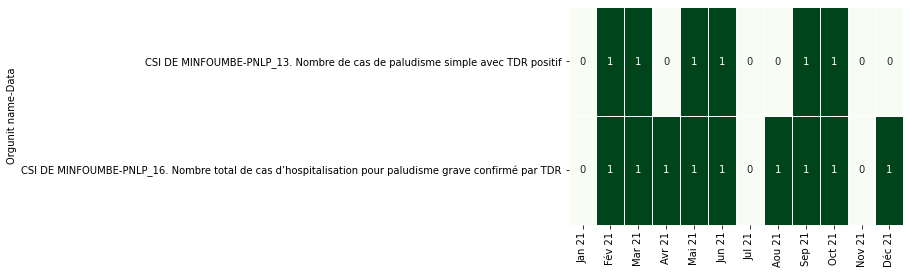 Orgunit name-Data
CSI DE MINFOUMBE-PNLP_13. Nombre de cas de paludisme simple avec TDR positif
0 1 1 0 1 1 0 0 1 1 0 0
CSI DE MINFOUMBE-PNLP_16. Nombre total de cas d’hospitalisation pour paludisme grave confirmé par TDR
0 1 1 1 1 1 0 1 1 1 0 1
Jan 21
Fév 21
Mar 21
Avr 21
Mai 21
Jun 21
Jul 21
Aou 21
Sep 21
Oct 21
Nov 21
Déc 21